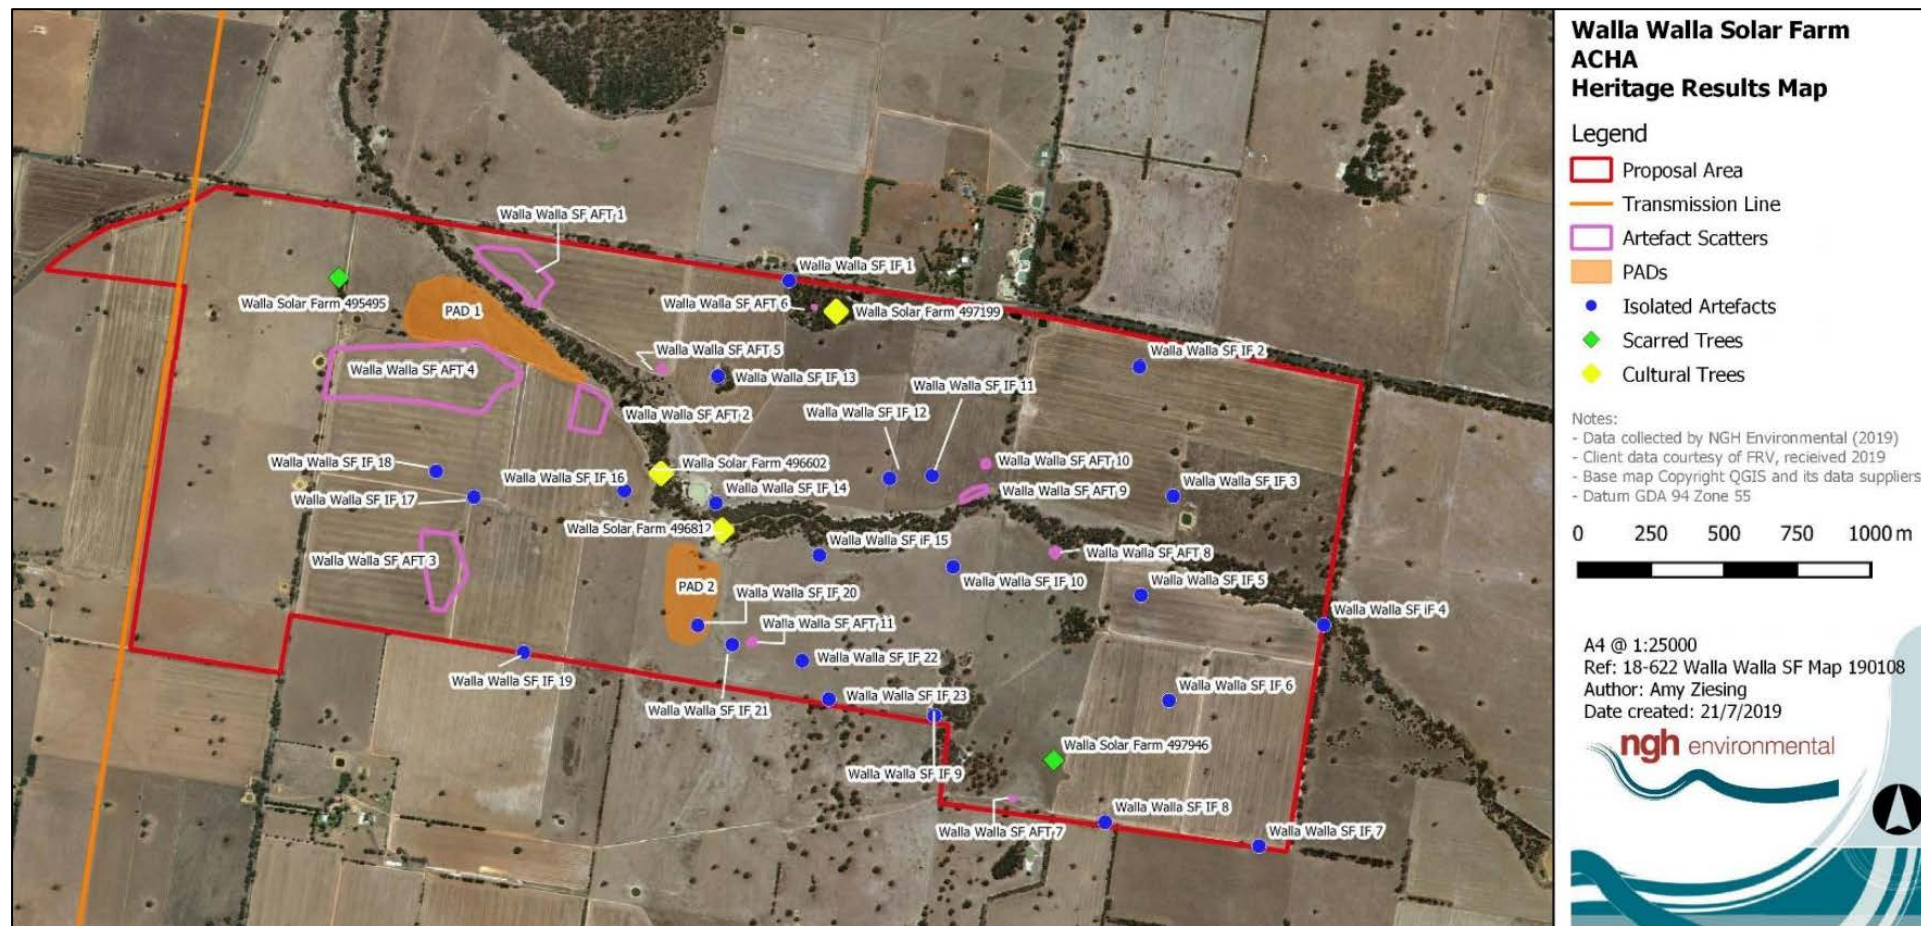 Walla Walla SF AFT 1
Walla Walla SF IF 1
Walla Solar Farm 495495
PAD 1
Walla Walla SF AFT 6
Walla Solar Farm 497199
Walla Walla SF AFT 5
Walla Walla SF IF 2
Walla Walla SF AFT 4
Walla Walla SF IF 13
Walla Walla SF IF 11
Walla Walla SF AFT 2
Walla Walla SF IF 12
Walla Walla SF IF 18
Walla Solar Farm 496602
Walla Walla SF AFT 10
Walla Walla SF IF 16
Walla Walla SF IF 14
Walla Walla SF AFT 9
Walla Walla SF IF 3
Walla Walla SF IF 17
Walla Solar Farm 496812
Walla Walla SF iF 15
Walla Walla SF AFT 8
Walla Walla SF AFT 3
Walla Walla SF IF 10
Walla Walla SF IF 5
PAD 2
Walla Walla SF IF 20
Walla Walla SF iF 4
Walla Walla SF AFT 11
Walla Walla SF IF 22
Walla Walla SF IF 19
Walla Walla SF IF 23
Walla Walla SF IF 6
Walla Walla SF IF 21
Walla Solar Farm 497946
Walla Walla SF IF 9
Walla Walla SF IF 8
Walla Walla SF AFT 7
Walla Walla SF IF 7
Walla Walla Solar Farm
ACHA
Heritage Results Map
Legend
Proposal Area
Transmission Line
Artefact Scatters
PADs
Isolated Artefacts
Scarred Trees
Cultural Trees
Notes:
- Data collected by NGH Environmental (2019)
- Client data courtesy of FRV, recieived 2019
- Base map Copyright QGIS and its data suppliers
- Datum GDA 94 Zone 55
0 250 500 750 1000 m
A4 @ 1:25000
Ref: 18-622 Walla Walla SF Map 190108
Author: Amy Ziesing
Date created: 21/7/2019
ngh environmental